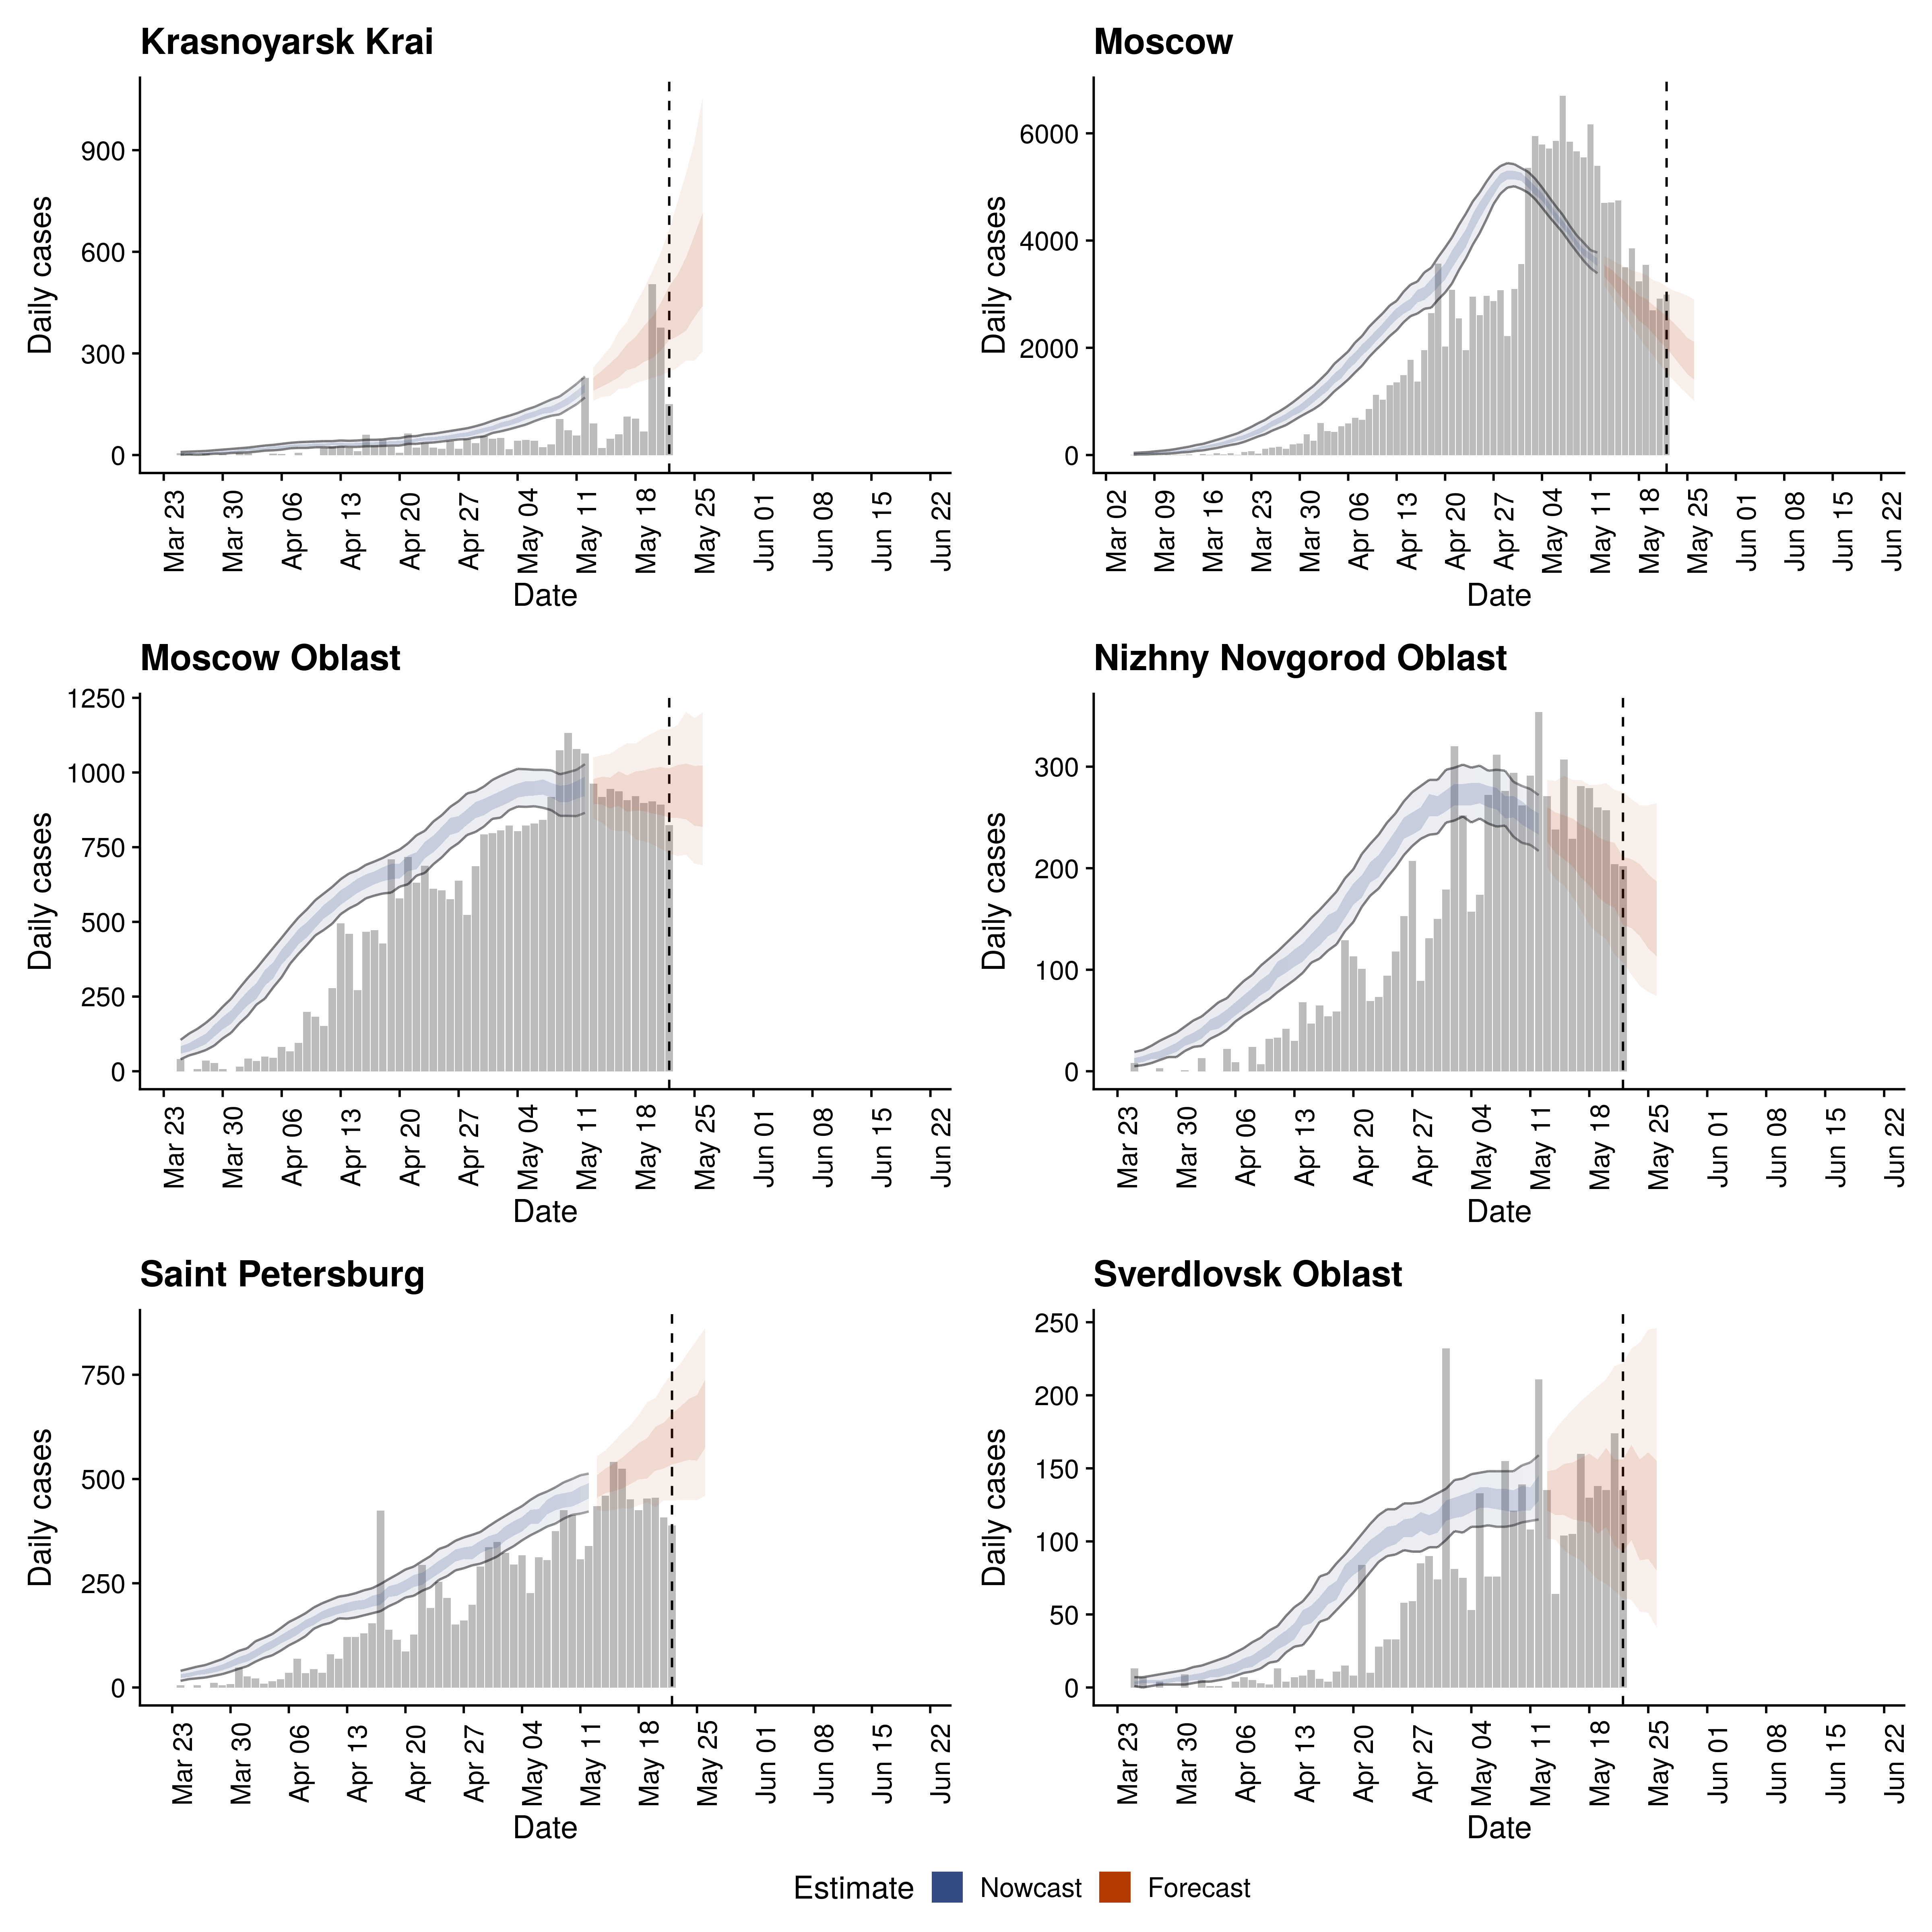 Krasnoyarsk Krai
Daily cases
900
600
300
0
Mar 23
Mar 30
Apr 06
Apr 13
Apr 20
Apr 27
May 04
May 11
May 18
May 25
Jun 01
Jun 08
Jun 15
Jun 22
Date
Moscow
Daily cases
6000
4000
2000
0
Mar 02
Mar 09
Mar 16
Mar 23
Mar 30
Apr 06
Apr 13
Apr 20
Apr 27
May 04
May 11
May 18
May 25
Jun 01
Jun 08
Jun 15
Jun 22
Date
Moscow Oblast
Daily cases
1250
1000
750
500
250
0
Mar 23
Mar 30
Apr 06
Apr 13
Apr 20
Apr 27
May 04
May 11
May 18
May 25
Jun 01
Jun 08
Jun 15
Jun 22
Date
Nizhny Novgorod Oblast
Daily cases
300
200
100
0
Mar 23
Mar 30
Apr 06
Apr 13
Apr 20
Apr 27
May 04
May 11
May 18
May 25
Jun 01
Jun 08
Jun 15
Jun 22
Date
Saint Petersburg
Daily cases
750
500
250
0
Mar 23
Mar 30
Apr 06
Apr 13
Apr 20
Apr 27
May 04
May 11
May 18
May 25
Jun 01
Jun 08
Jun 15
Jun 22
Date
Sverdlovsk Oblast
Daily cases
250
200
150
100
50
0
Mar 23
Mar 30
Apr 06
Apr 13
Apr 20
Apr 27
May 04
May 11
May 18
May 25
Jun 01
Jun 08
Jun 15
Jun 22
Date
Estimate Nowcast Forecast